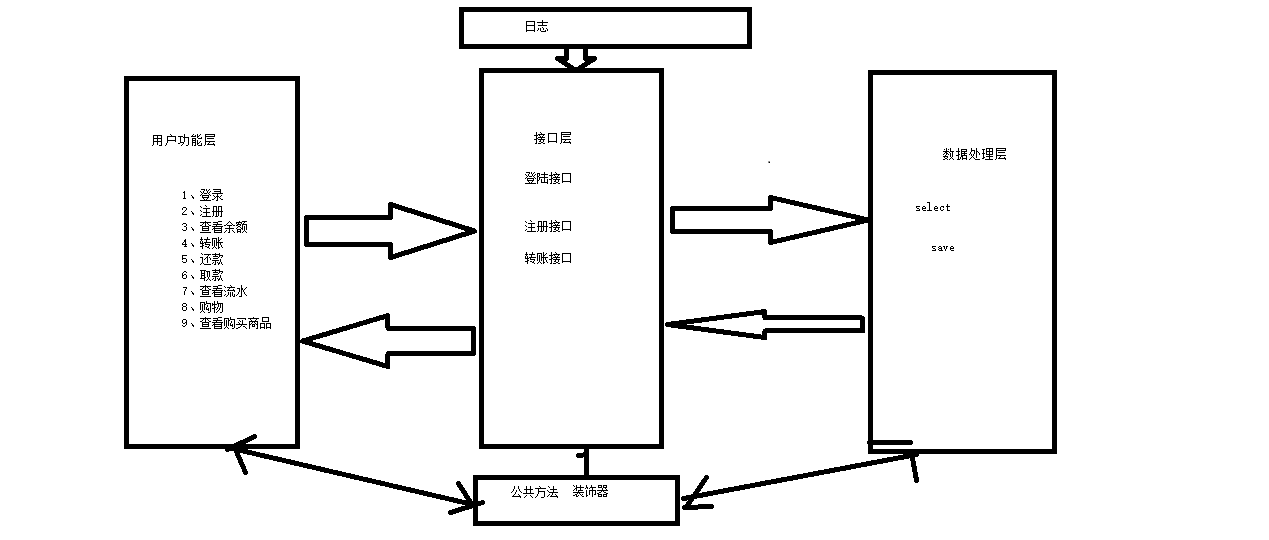 日志
用户功能层
1、登录
2、注册
3、查看余额
4、转账
5、还款
6、取款
7、查看流水
8、购物
9、查看购买商品
接口层
登陆接口
注册接口
转账接口
数据处理层
select
save
公共方法 装饰器